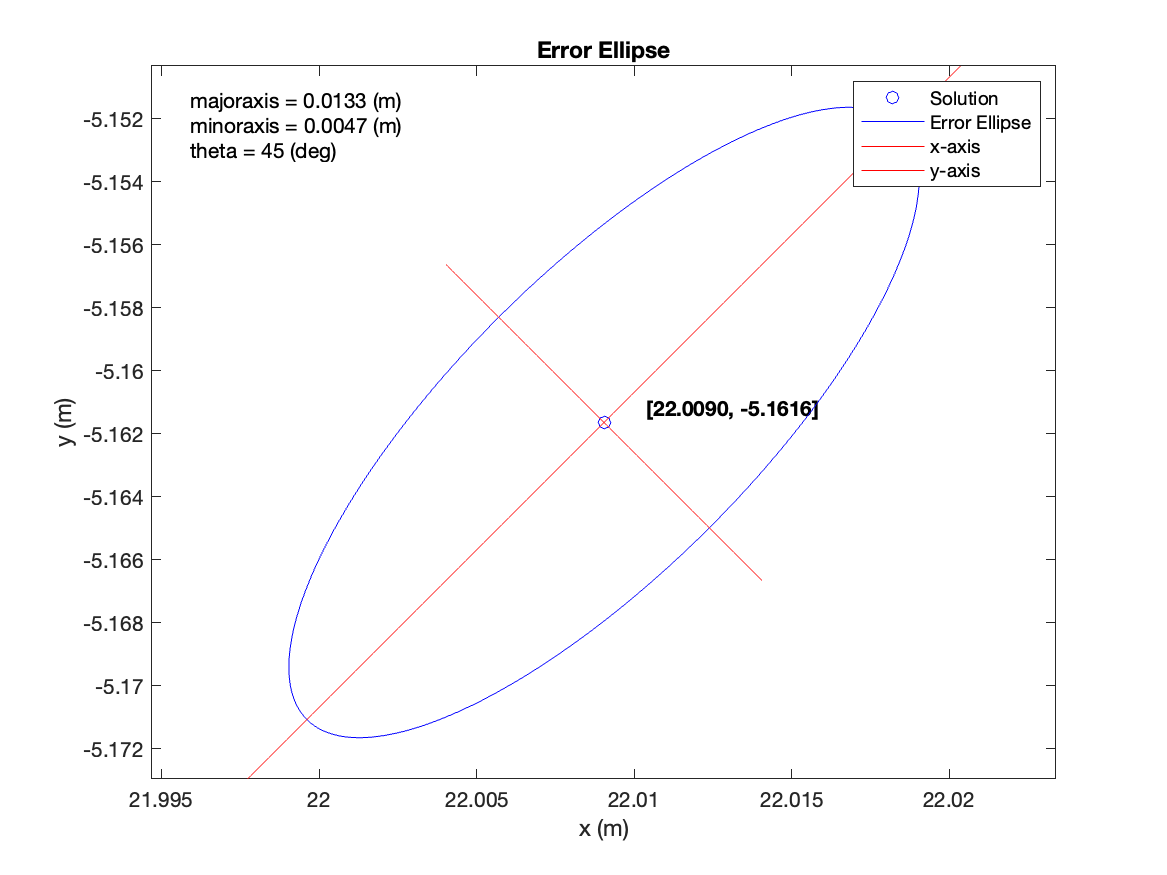 Error Ellipse
majoraxis = 0.0133 (m)
minoraxis = 0.0047 (m)
theta = 45 (deg)
Solution
Error Ellipse
x-axis
y-axis
[22.0090, -5.1616]
y (m)
-5.152
-5.154
-5.156
-5.158
-5.16
-5.162
-5.164
-5.166
-5.168
-5.17
-5.172
21.995 22 22.005 22.01 22.015 22.02
x (m)